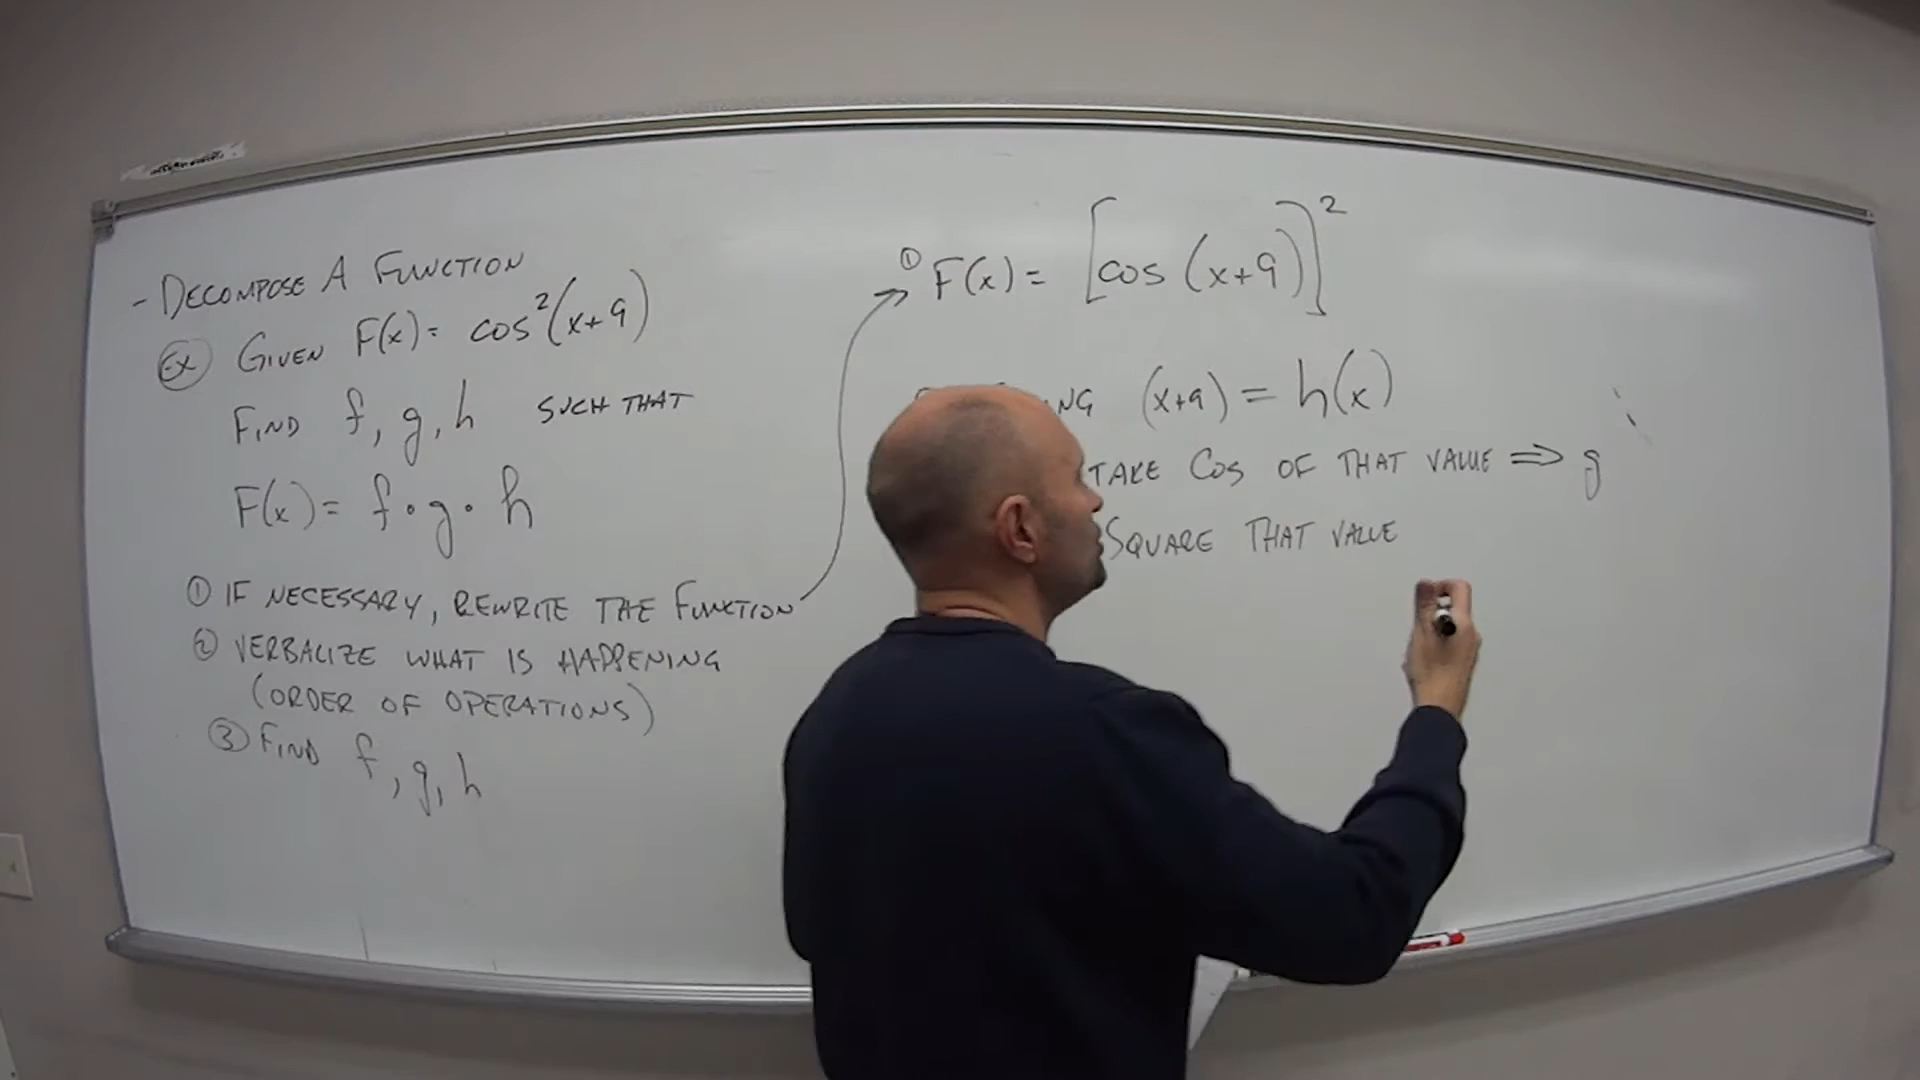 - DECOMPOSE A FUNCTION
Ex GIVEN F(x) = cos²(x+9)
FIND f, g, h SUCH THAT
F(x) = f ∘ g ∘ h
① IF NECESSARY, REWRITE THE FUNCTION
② VERBALIZE WHAT IS HAPPENING
(ORDER OF OPERATIONS)
③ FIND f, g, h
① F(x) = [cos (x+9)]²
(x+9) = h(x)
TAKE COS OF THAT VALUE ⇒ g
SQUARE THAT VALUE